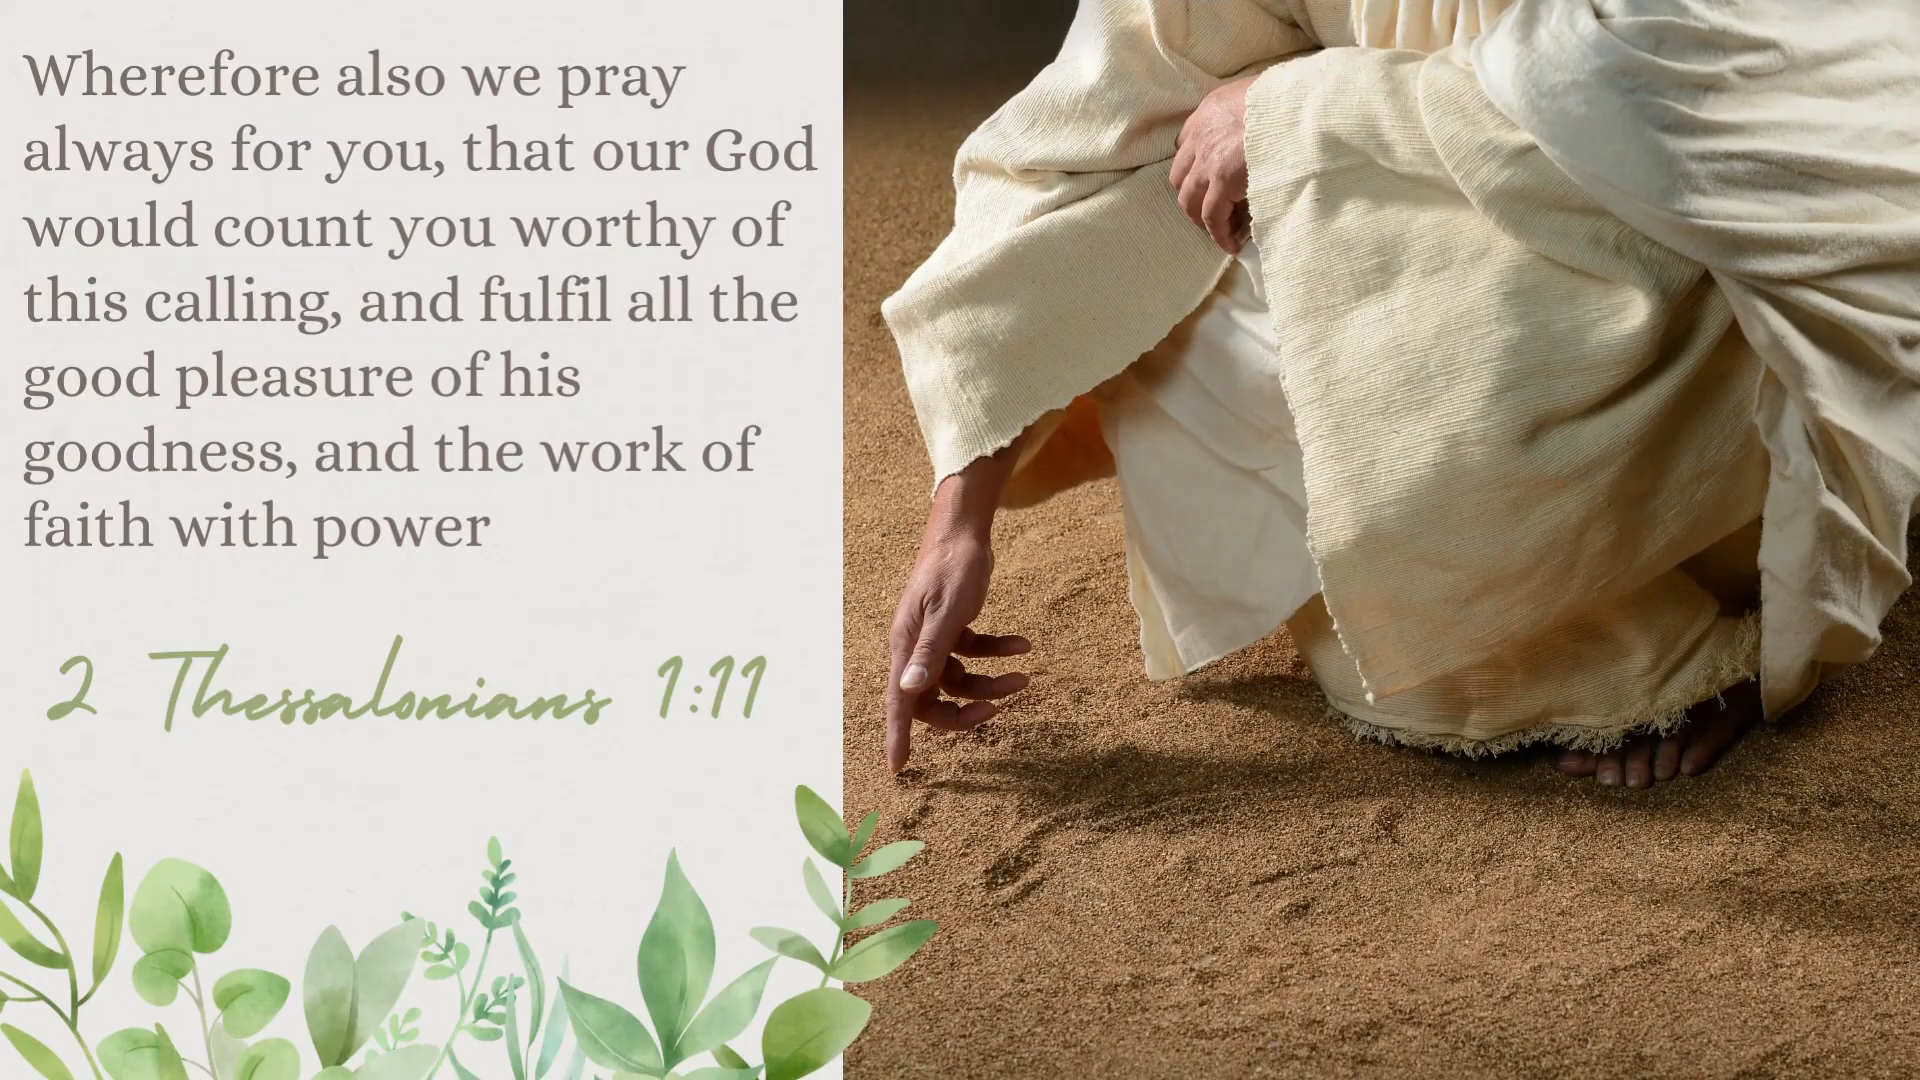 Wherefore also we pray
always for you, that our God
would count you worthy of
this calling, and fulfil all the
good pleasure of his
goodness, and the work of
faith with power
2 Thessalonians 1:11